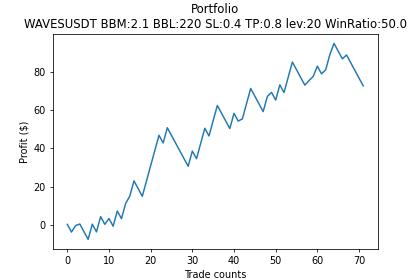 Portfolio
WAVESUSDT BBM:2.1 BBL:220 SL:0.4 TP:0.8 lev:20 WinRatio:50.0
Profit ($)
80
60
40
20
0
0 10 20 30 40 50 60 70
Trade counts